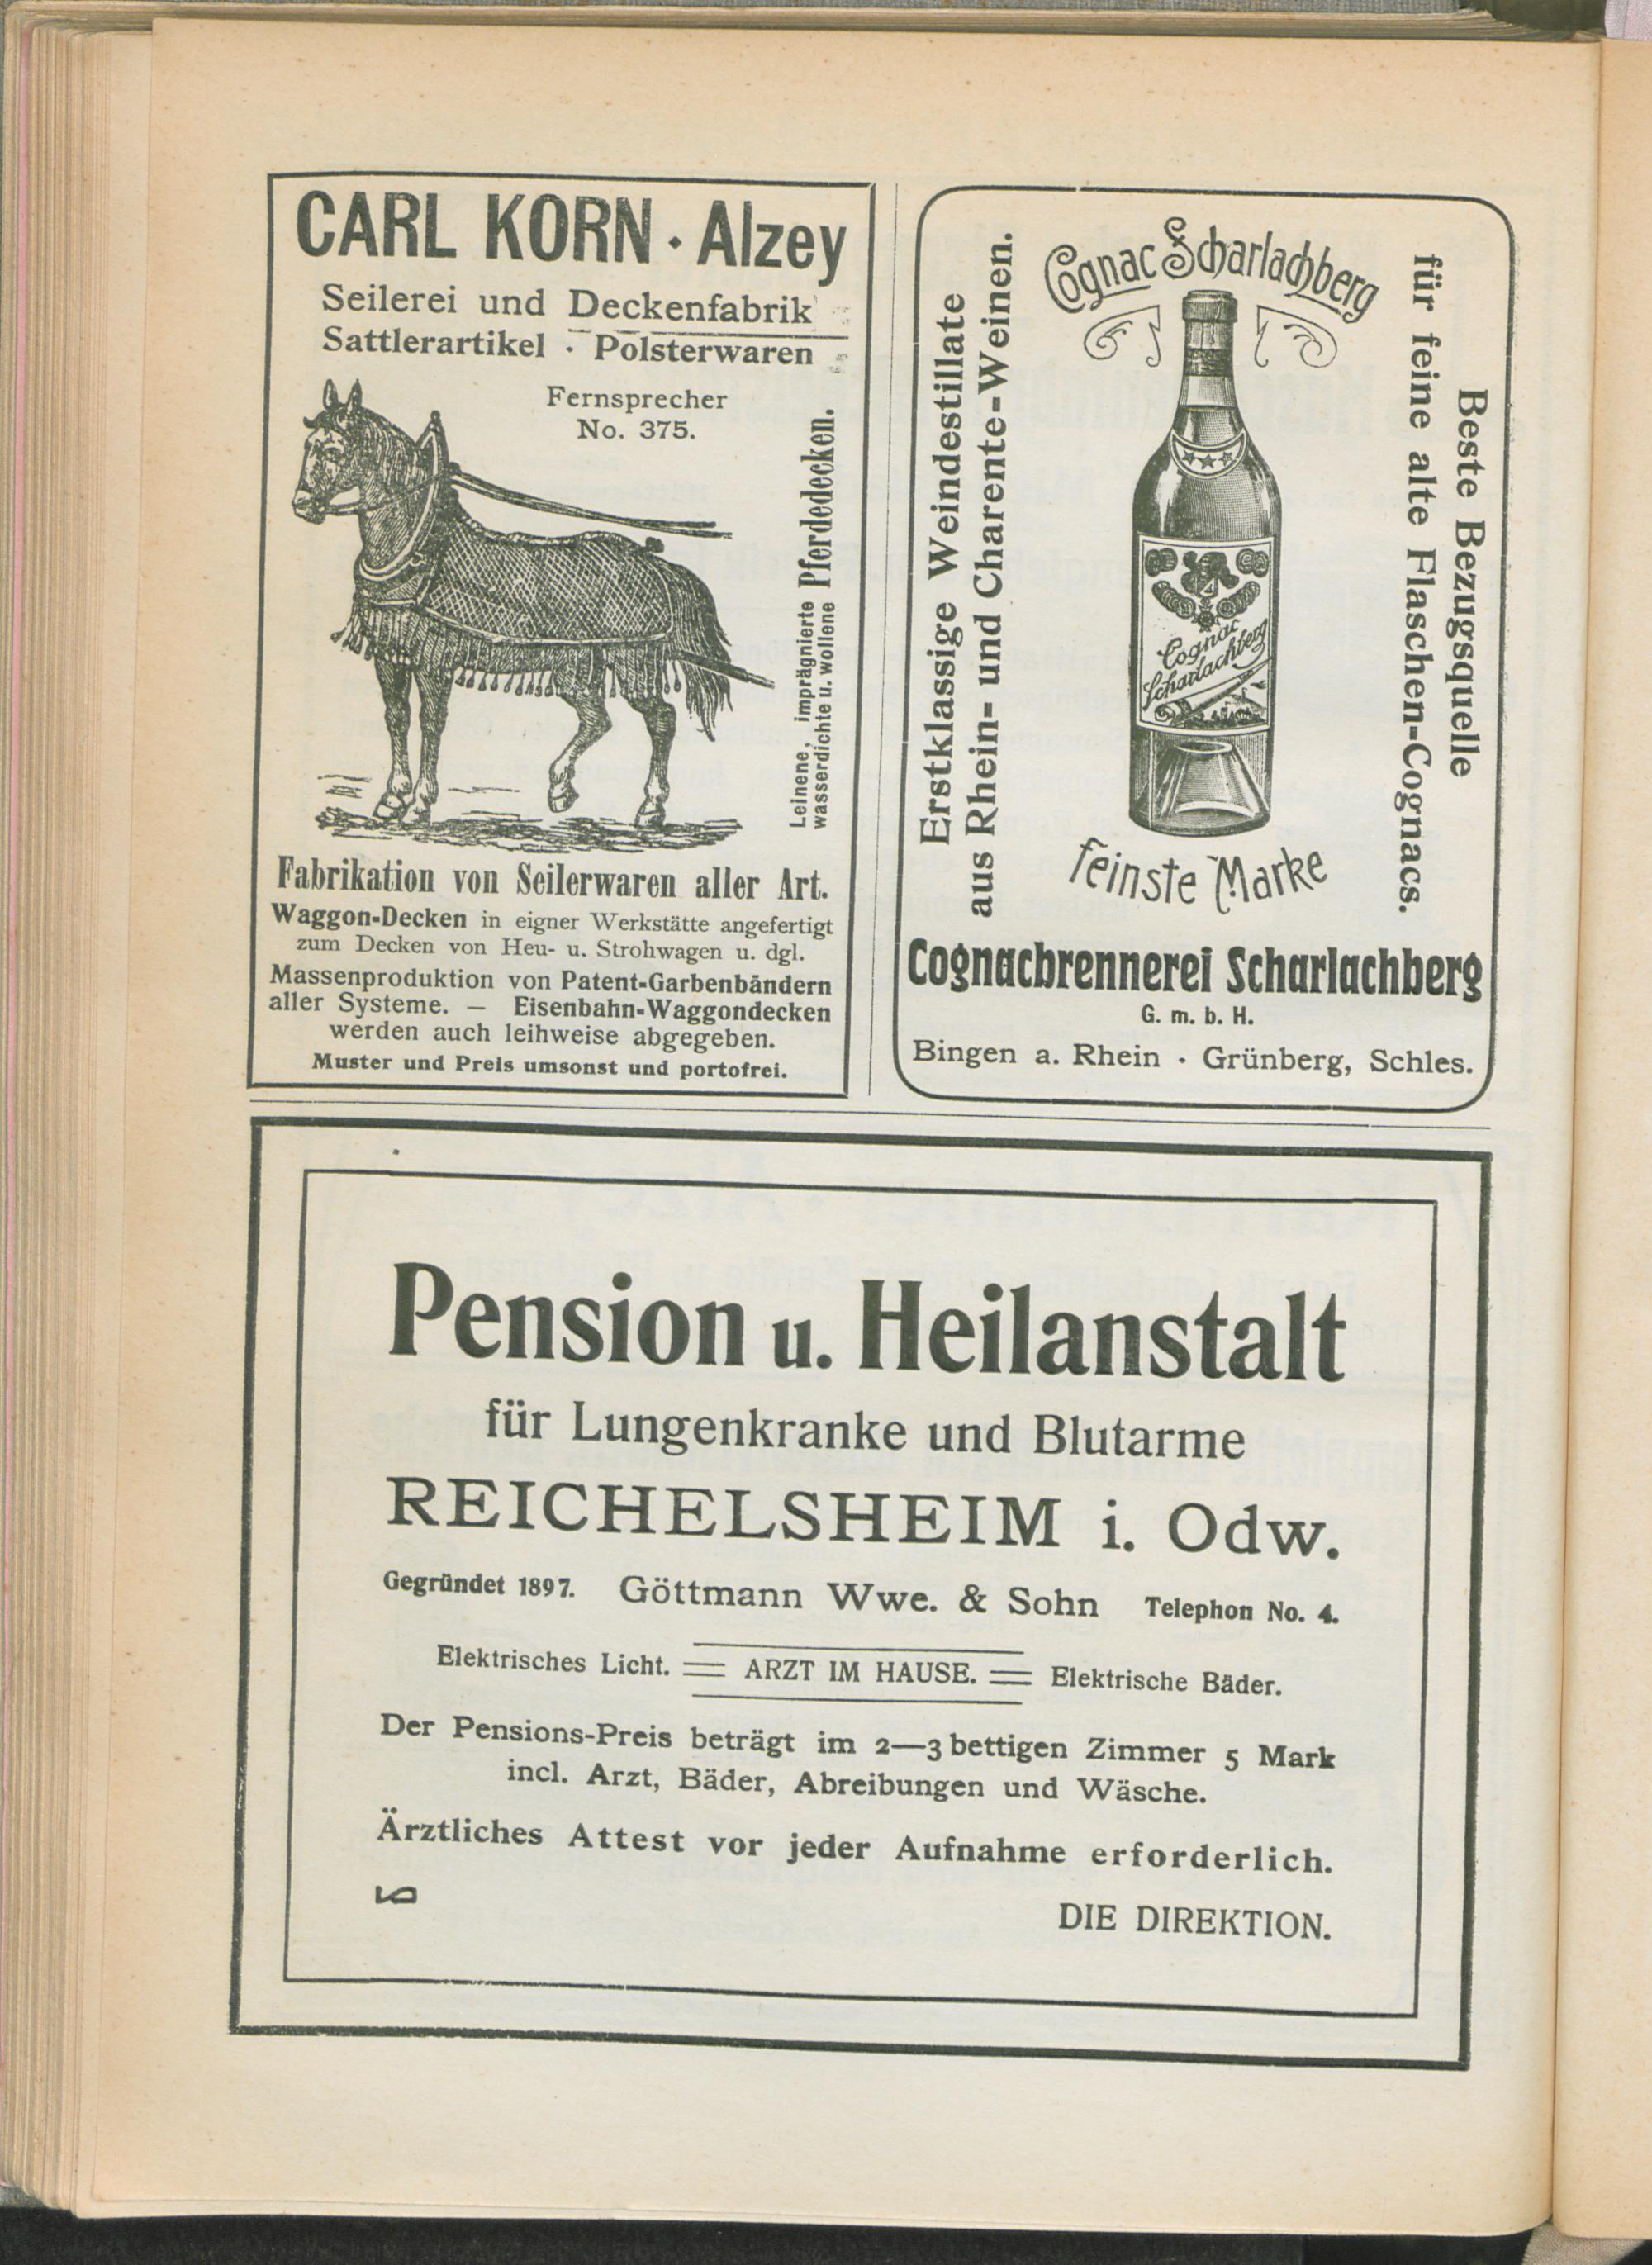 CARL KORN · Alzey
Seilerei und Deckenfabrik
Sattlerartikel · Polsterwaren
Fernsprecher
No. 375.
Leinene, imprägnierte
wasserdichte u. wollene Pferdedecken.
Fabrikation von Seilerwaren aller Art.
Waggon-Decken in eigner Werkstätte angefertigt
zum Decken von Heu- u. Strohwagen u. dgl.
Massenproduktion von Patent-Garbenbändern
aller Systeme. — Eisenbahn-Waggondecken
werden auch leihweise abgegeben.
Muster und Preis umsonst und portofrei.
Erstklassige Weindestillate
aus Rhein- und Charente-Weinen.
Cognac Scharlachberg
Cognac
Scharlachberg
Feinste Marke
Beste Bezugsquelle
für feine alte Flaschen-Cognacs.
Cognacbrennerei Scharlachberg
G. m. b. H.
Bingen a. Rhein · Grünberg, Schles.
Pension u. Heilanstalt
für Lungenkranke und Blutarme
REICHELSHEIM i. Odw.
Gegründet 1897. Göttmann Wwe. & Sohn Telephon No. 4.
Elektrisches Licht. ARZT IM HAUSE. Elektrische Bäder.
Der Pensions-Preis beträgt im 2—3 bettigen Zimmer 5 Mark
incl. Arzt, Bäder, Abreibungen und Wäsche.
Ärztliches Attest vor jeder Aufnahme erforderlich.
DIE DIREKTION.